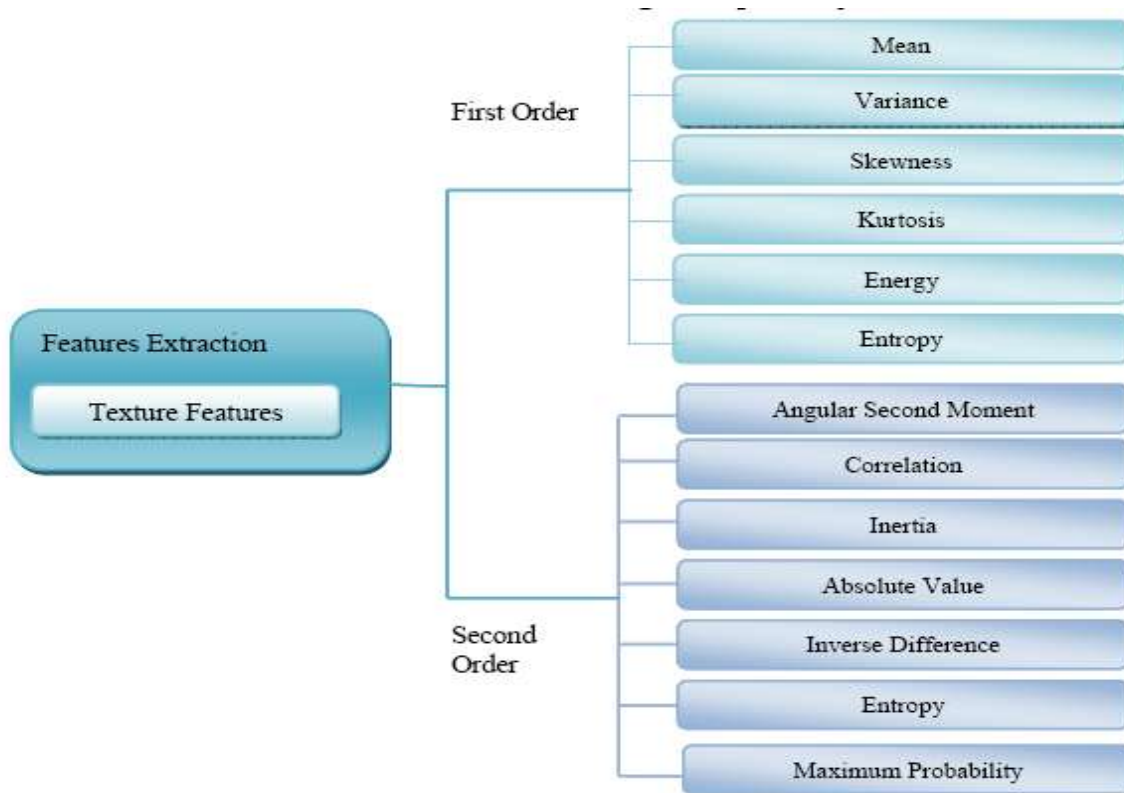 Mean
Variance
First Order
Skewness
Kurtosis
Energy
Entropy
Features Extraction
Texture Features
Angular Second Moment
Correlation
Inertia
Absolute Value
Second
Order
Inverse Difference
Entropy
Maximum Probability